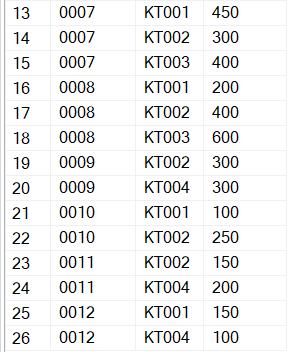 13 0007 KT001 450
14 0007 KT002 300
15 0007 KT003 400
16 0008 KT001 200
17 0008 KT002 400
18 0008 KT003 600
19 0009 KT002 300
20 0009 KT004 300
21 0010 KT001 100
22 0010 KT002 250
23 0011 KT002 150
24 0011 KT004 200
25 0012 KT001 150
26 0012 KT004 100